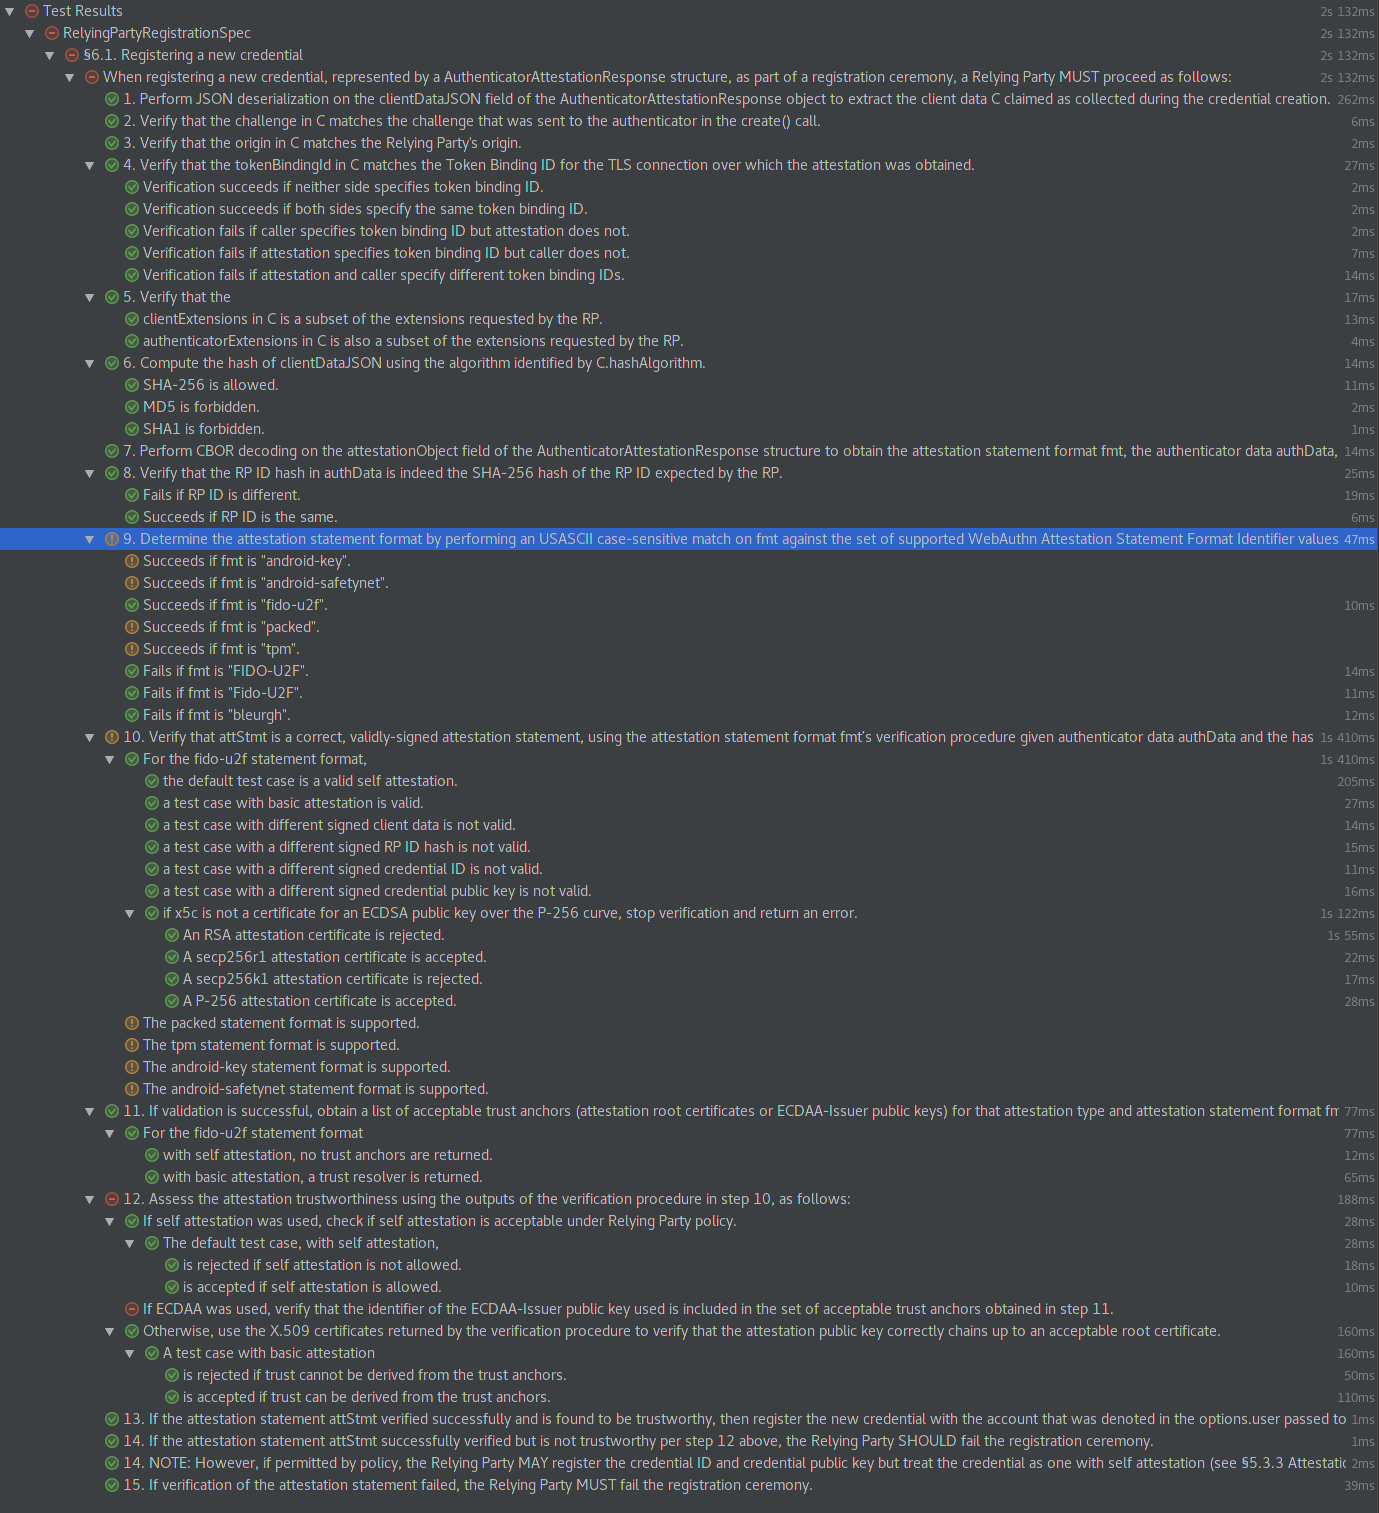 Test Results 2s 132ms
RelyingPartyRegistrationSpec 2s 132ms
§6.1. Registering a new credential 2s 132ms
When registering a new credential, represented by a AuthenticatorAttestationResponse structure, as part of a registration ceremony, a Relying Party MUST proceed as follows: 2s 132ms
1. Perform JSON deserialization on the clientDataJSON field of the AuthenticatorAttestationResponse object to extract the client data C claimed as collected during the credential creation. 262ms
2. Verify that the challenge in C matches the challenge that was sent to the authenticator in the create() call. 6ms
3. Verify that the origin in C matches the Relying Party's origin. 2ms
4. Verify that the tokenBindingId in C matches the Token Binding ID for the TLS connection over which the attestation was obtained. 27ms
Verification succeeds if neither side specifies token binding ID. 2ms
Verification succeeds if both sides specify the same token binding ID. 2ms
Verification fails if caller specifies token binding ID but attestation does not. 2ms
Verification fails if attestation specifies token binding ID but caller does not. 7ms
Verification fails if attestation and caller specify different token binding IDs. 14ms
5. Verify that the 17ms
clientExtensions in C is a subset of the extensions requested by the RP. 13ms
authenticatorExtensions in C is also a subset of the extensions requested by the RP. 4ms
6. Compute the hash of clientDataJSON using the algorithm identified by C.hashAlgorithm. 14ms
SHA-256 is allowed. 11ms
MD5 is forbidden. 2ms
SHA1 is forbidden. 1ms
7. Perform CBOR decoding on the attestationObject field of the AuthenticatorAttestationResponse structure to obtain the attestation statement format fmt, the authenticator data authData, 14ms
8. Verify that the RP ID hash in authData is indeed the SHA-256 hash of the RP ID expected by the RP. 25ms
Fails if RP ID is different. 19ms
Succeeds if RP ID is the same. 6ms
9. Determine the attestation statement format by performing an USASCII case-sensitive match on fmt against the set of supported WebAuthn Attestation Statement Format Identifier values 47ms
Succeeds if fmt is "android-key".
Succeeds if fmt is "android-safetynet".
Succeeds if fmt is "fido-u2f". 10ms
Succeeds if fmt is "packed".
Succeeds if fmt is "tpm".
Fails if fmt is "FIDO-U2F". 14ms
Fails if fmt is "Fido-U2F". 11ms
Fails if fmt is "bleurgh". 12ms
10. Verify that attStmt is a correct, validly-signed attestation statement, using the attestation statement format fmt's verification procedure given authenticator data authData and the has 1s 410ms
For the fido-u2f statement format, 1s 410ms
the default test case is a valid self attestation. 205ms
a test case with basic attestation is valid. 27ms
a test case with different signed client data is not valid. 14ms
a test case with a different signed RP ID hash is not valid. 15ms
a test case with a different signed credential ID is not valid. 11ms
a test case with a different signed credential public key is not valid. 16ms
if x5c is not a certificate for an ECDSA public key over the P-256 curve, stop verification and return an error. 1s 122ms
An RSA attestation certificate is rejected. 1s 55ms
A secp256r1 attestation certificate is accepted. 22ms
A secp256k1 attestation certificate is rejected. 17ms
A P-256 attestation certificate is accepted. 28ms
The packed statement format is supported.
The tpm statement format is supported.
The android-key statement format is supported.
The android-safetynet statement format is supported.
11. If validation is successful, obtain a list of acceptable trust anchors (attestation root certificates or ECDAA-Issuer public keys) for that attestation type and attestation statement format fm 77ms
For the fido-u2f statement format 77ms
with self attestation, no trust anchors are returned. 12ms
with basic attestation, a trust resolver is returned. 65ms
12. Assess the attestation trustworthiness using the outputs of the verification procedure in step 10, as follows: 188ms
If self attestation was used, check if self attestation is acceptable under Relying Party policy. 28ms
The default test case, with self attestation, 28ms
is rejected if self attestation is not allowed. 18ms
is accepted if self attestation is allowed. 10ms
If ECDAA was used, verify that the identifier of the ECDAA-Issuer public key used is included in the set of acceptable trust anchors obtained in step 11.
Otherwise, use the X.509 certificates returned by the verification procedure to verify that the attestation public key correctly chains up to an acceptable root certificate. 160ms
A test case with basic attestation 160ms
is rejected if trust cannot be derived from the trust anchors. 50ms
is accepted if trust can be derived from the trust anchors. 110ms
13. If the attestation statement attStmt verified successfully and is found to be trustworthy, then register the new credential with the account that was denoted in the options.user passed to 1ms
14. If the attestation statement attStmt successfully verified but is not trustworthy per step 12 above, the Relying Party SHOULD fail the registration ceremony. 1ms
14. NOTE: However, if permitted by policy, the Relying Party MAY register the credential ID and credential public key but treat the credential as one with self attestation (see §5.3.3 Attestatio 2ms
15. If verification of the attestation statement failed, the Relying Party MUST fail the registration ceremony. 39ms